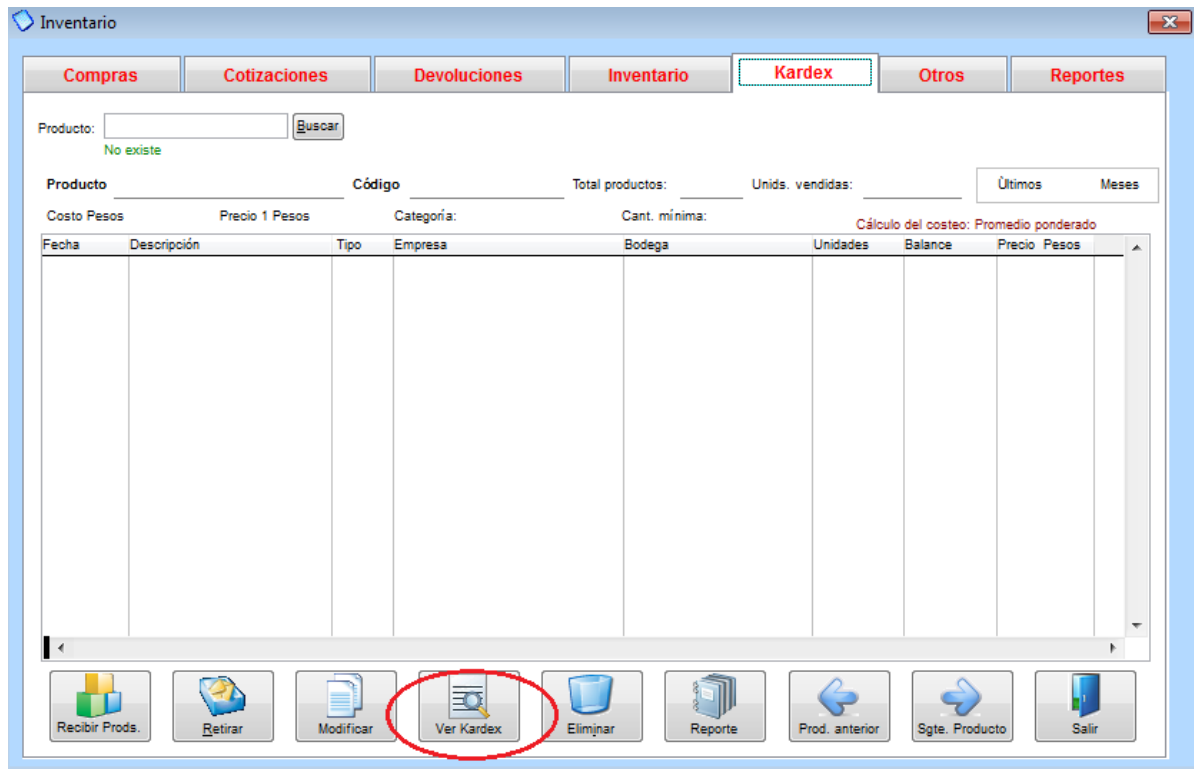 Inventario
Compras Cotizaciones Devoluciones Inventario Kardex Otros Reportes
Producto: Buscar
No existe
Producto Código Total productos: Unids. vendidas: Ùltimos Meses
Costo Pesos Precio 1 Pesos Categoría: Cant. mínima:
Cálculo del costeo: Promedio ponderado
Fecha Descripción Tipo Empresa Bodega Unidades Balance Precio Pesos
Recibir Prods. Retirar Modificar Ver Kardex Eliminar Reporte Prod. anterior Sgte. Producto Salir